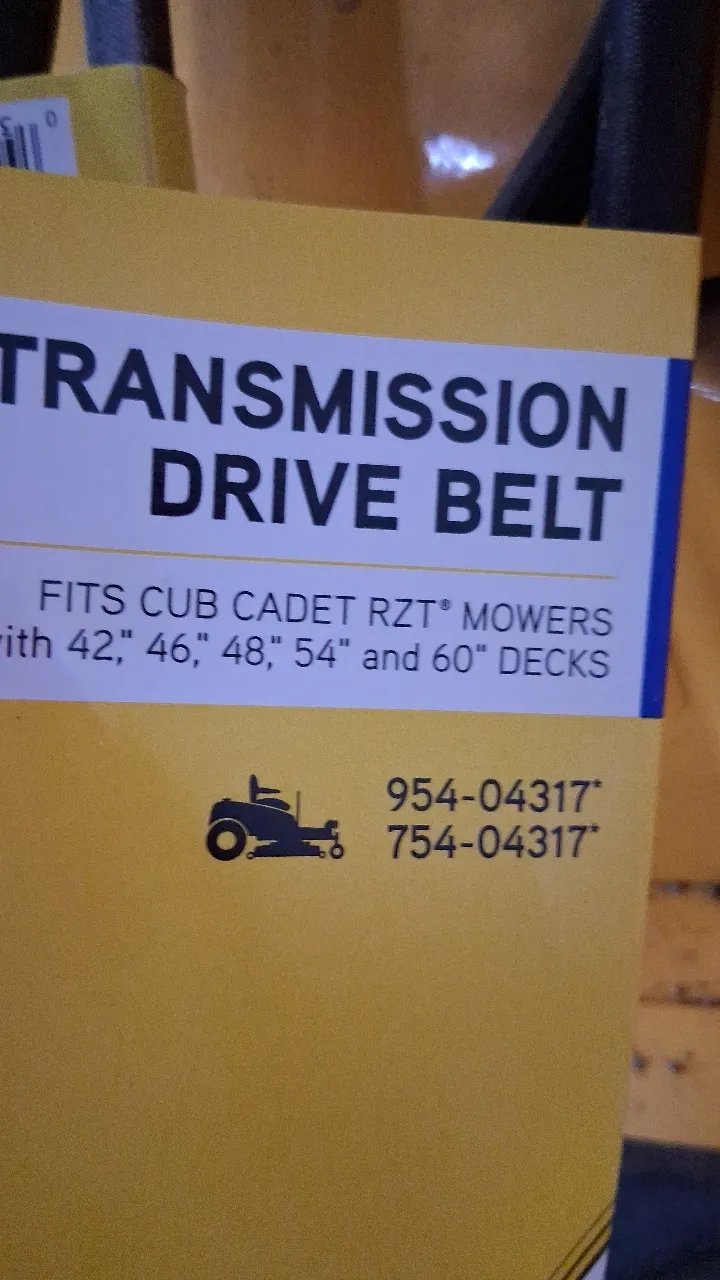 TRANSMISSION
DRIVE BELT
FITS CUB CADET RZT® MOWERS
with 42," 46," 48," 54" and 60" DECKS
954-04317*
754-04317*